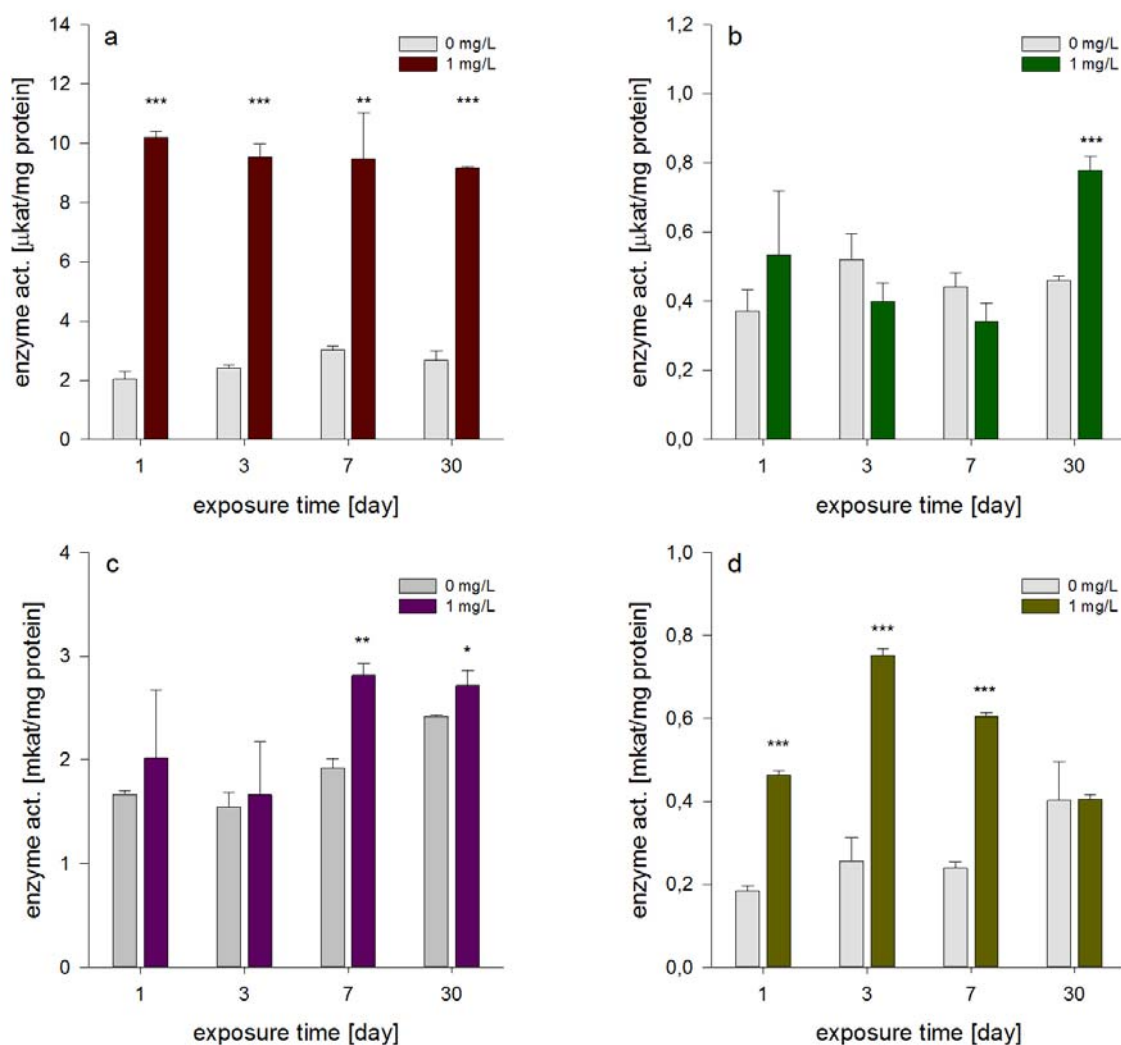 a
0 mg/L
1 mg/L
enzyme act. [µkat/mg protein]
14
12
10
8
6
4
2
0
***
***
**
***
1
3
7
30
exposure time [day]
b
0 mg/L
1 mg/L
enzyme act. [µkat/mg protein]
1,2
1,0
0,8
0,6
0,4
0,2
0,0
***
1
3
7
30
exposure time [day]
c
0 mg/L
1 mg/L
enzyme act. [mkat/mg protein]
4
3
2
1
0
**
*
1
3
7
30
exposure time [day]
d
0 mg/L
1 mg/L
enzyme act. [mkat/mg protein]
1,0
0,8
0,6
0,4
0,2
0,0
***
***
***
1
3
7
30
exposure time [day]